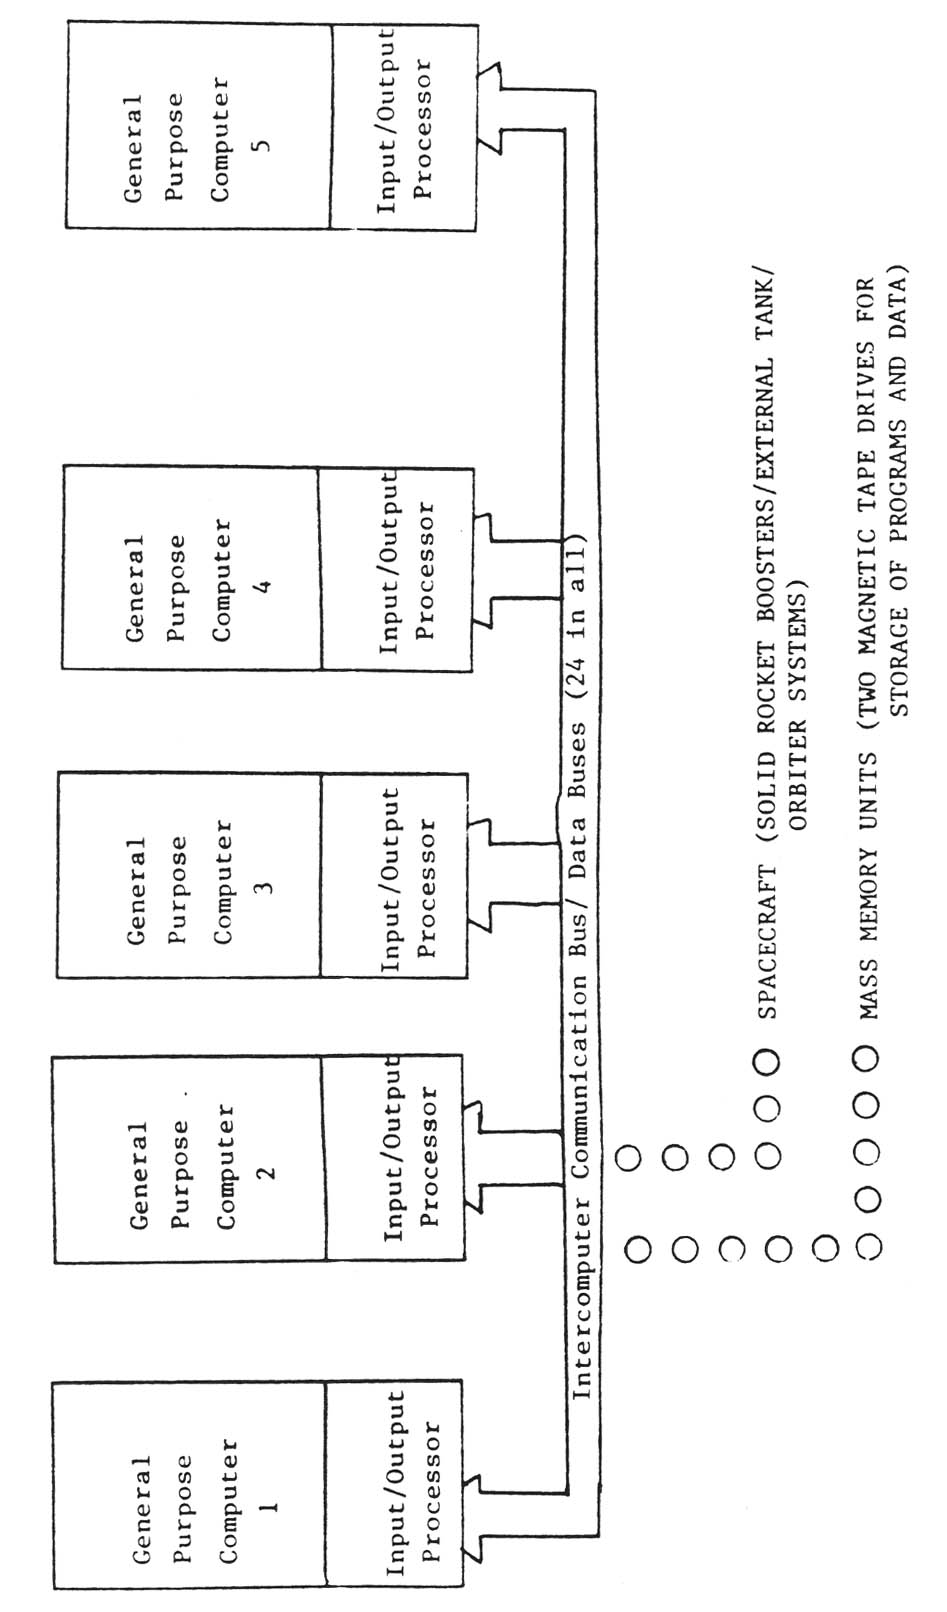 General
Purpose
Computer
1
Input/Output
Processor
General
Purpose
Computer
2
Input/Output
Processor
General
Purpose
Computer
3
Input/Output
Processor
General
Purpose
Computer
4
Input/Output
Processor
General
Purpose
Computer
5
Input/Output
Processor
Intercomputer Communication Bus/ Data Buses (24 in all)
SPACECRAFT (SOLID ROCKET BOOSTERS/EXTERNAL TANK/
ORBITER SYSTEMS)
MASS MEMORY UNITS (TWO MAGNETIC TAPE DRIVES FOR
STORAGE OF PROGRAMS AND DATA)